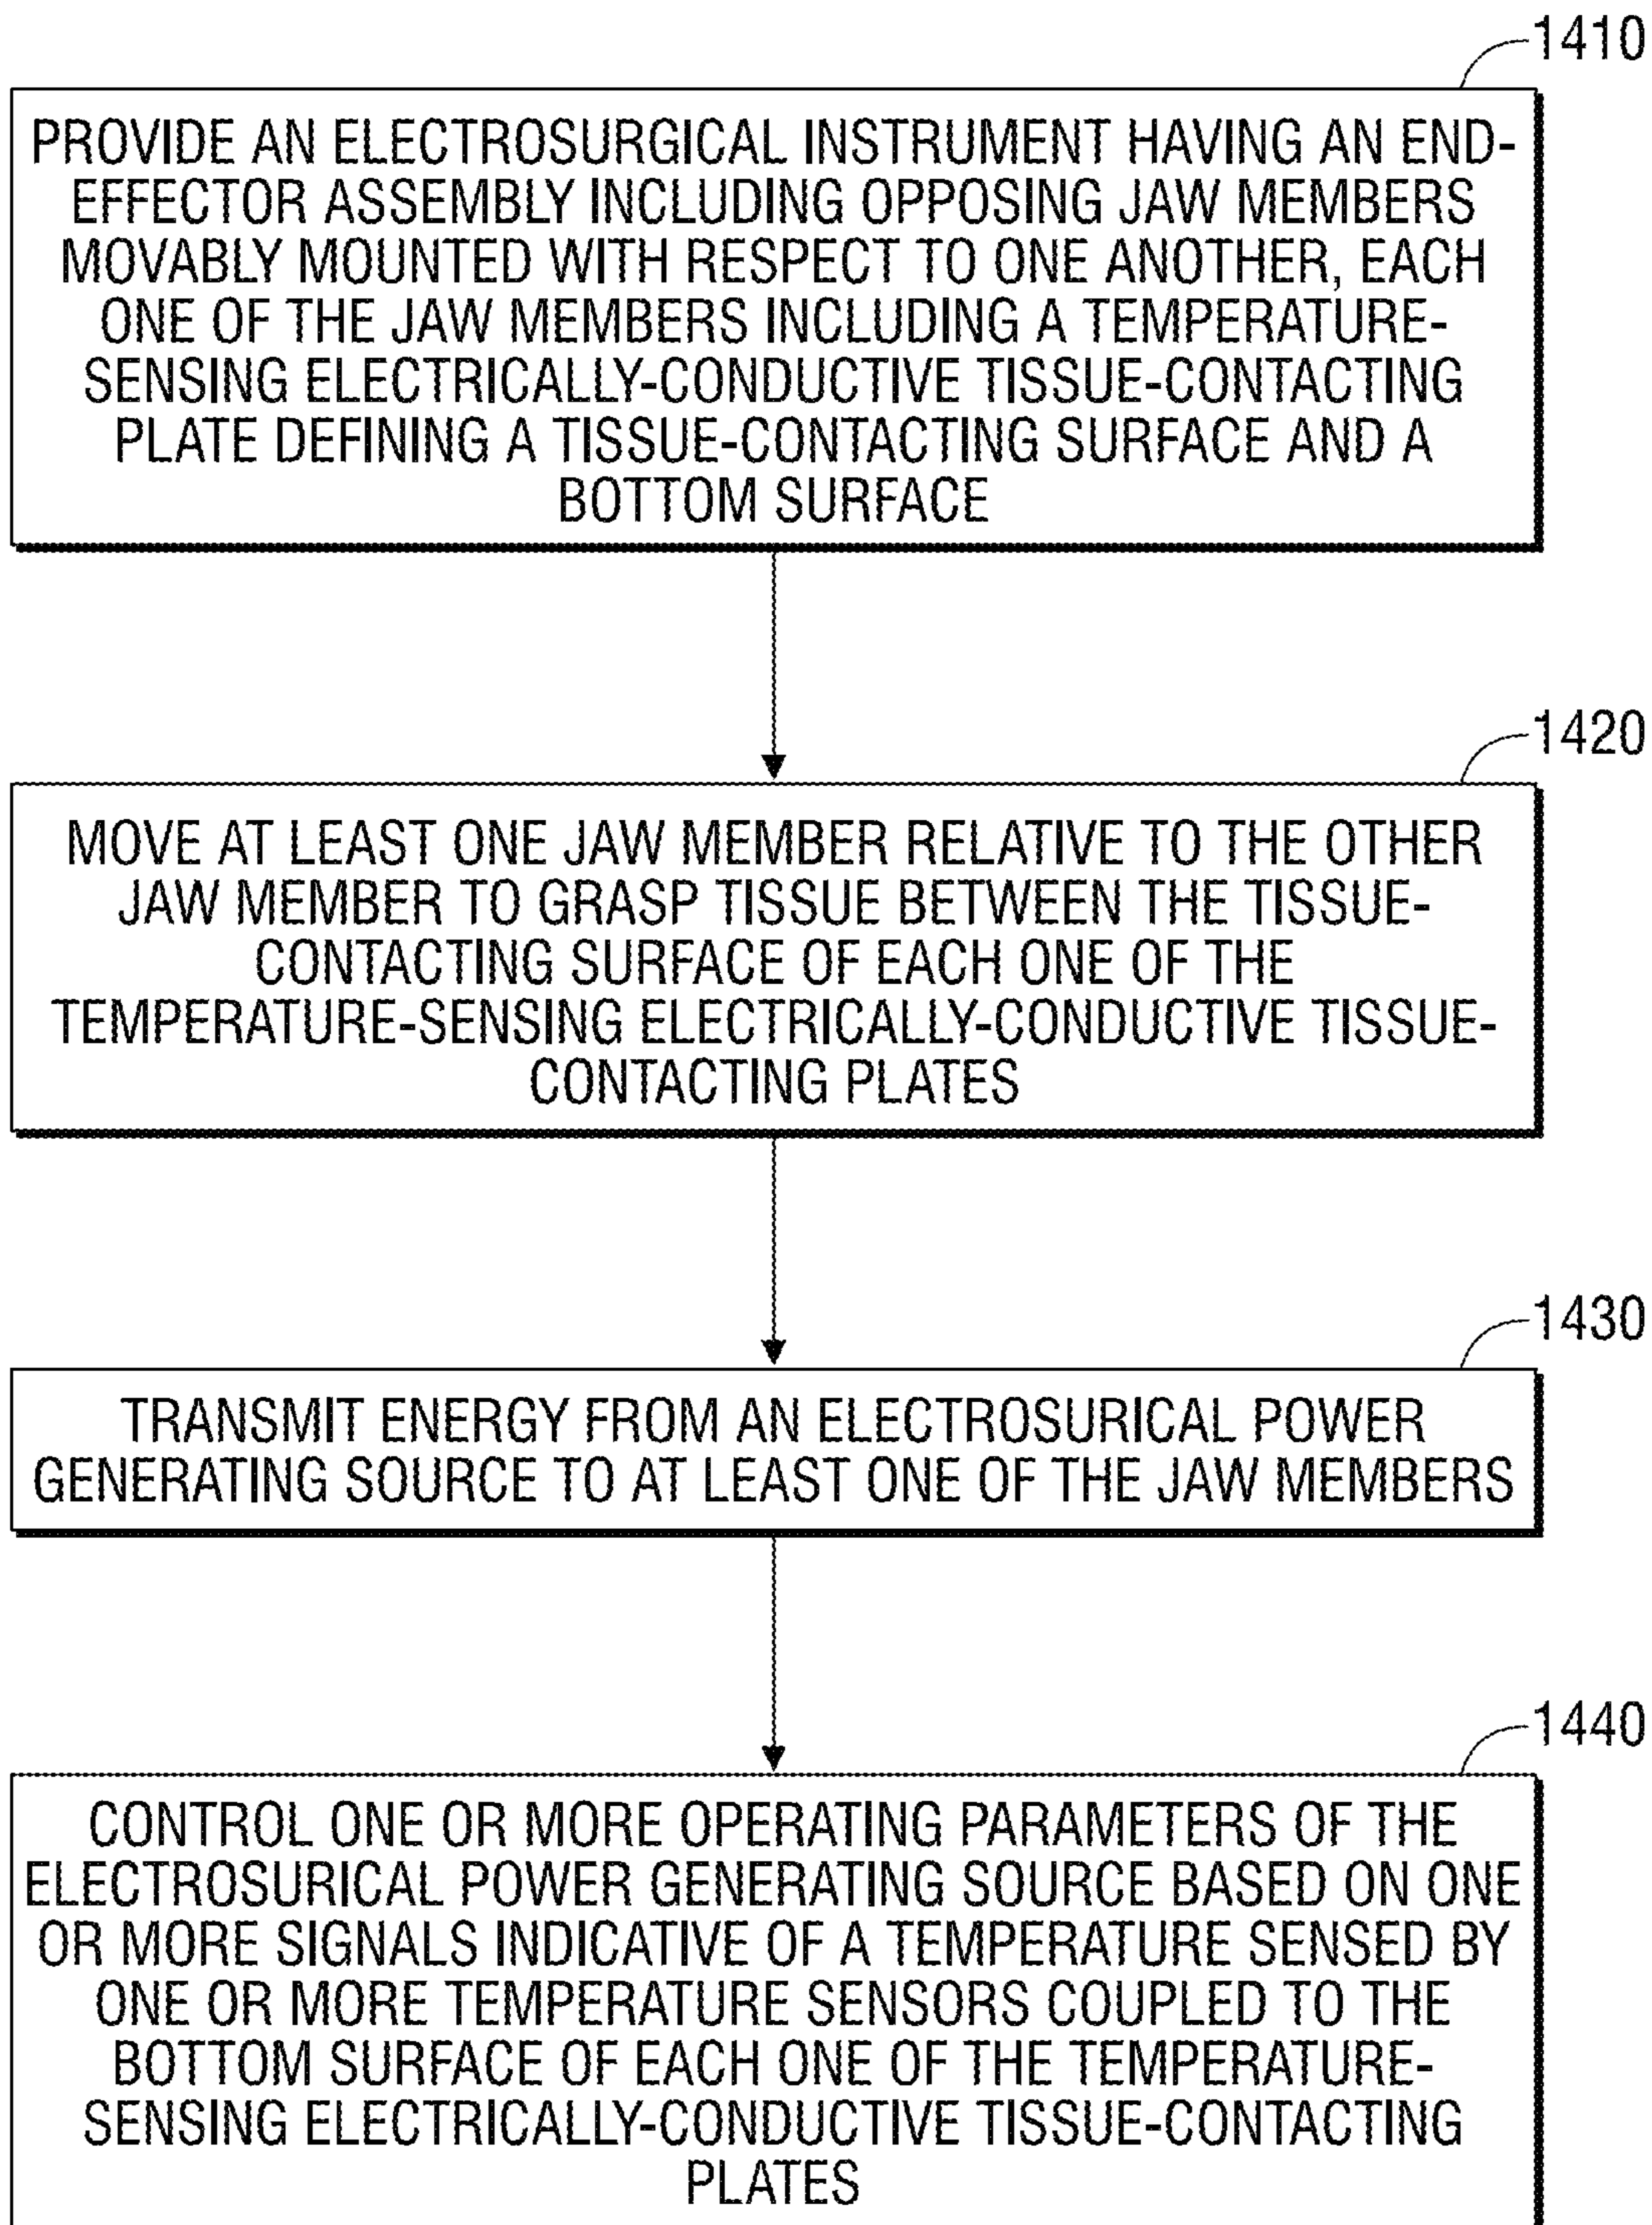 1410
PROVIDE AN ELECTROSURGICAL INSTRUMENT HAVING AN END-
EFFECTOR ASSEMBLY INCLUDING OPPOSING JAW MEMBERS
MOVABLY MOUNTED WITH RESPECT TO ONE ANOTHER, EACH
ONE OF THE JAW MEMBERS INCLUDING A TEMPERATURE-
SENSING ELECTRICALLY-CONDUCTIVE TISSUE-CONTACTING
PLATE DEFINING A TISSUE-CONTACTING SURFACE AND A
BOTTOM SURFACE
1420
MOVE AT LEAST ONE JAW MEMBER RELATIVE TO THE OTHER
JAW MEMBER TO GRASP TISSUE BETWEEN THE TISSUE-
CONTACTING SURFACE OF EACH ONE OF THE
TEMPERATURE-SENSING ELECTRICALLY-CONDUCTIVE TISSUE-
CONTACTING PLATES
1430
TRANSMIT ENERGY FROM AN ELECTROSURICAL POWER
GENERATING SOURCE TO AT LEAST ONE OF THE JAW MEMBERS
1440
CONTROL ONE OR MORE OPERATING PARAMETERS OF THE
ELECTROSURICAL POWER GENERATING SOURCE BASED ON ONE
OR MORE SIGNALS INDICATIVE OF A TEMPERATURE SENSED BY
ONE OR MORE TEMPERATURE SENSORS COUPLED TO THE
BOTTOM SURFACE OF EACH ONE OF THE TEMPERATURE-
SENSING ELECTRICALLY-CONDUCTIVE TISSUE-CONTACTING
PLATES